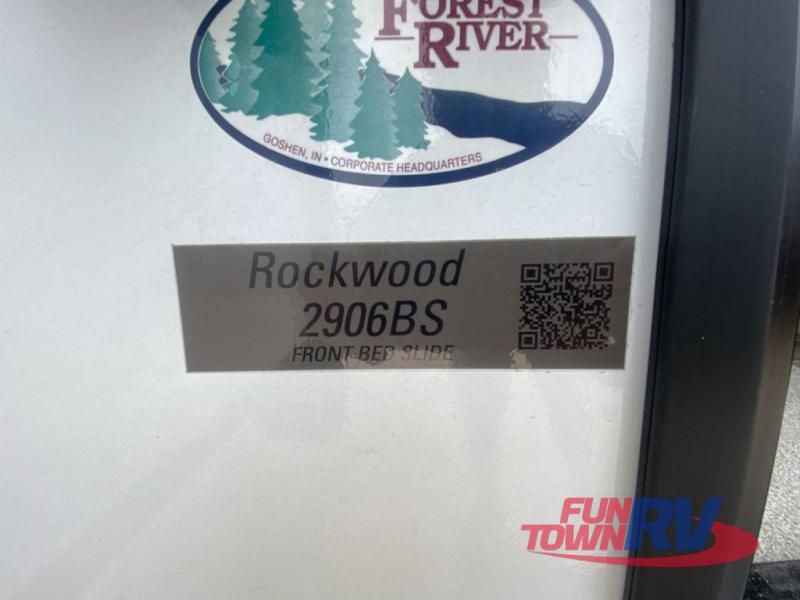 FOREST
RIVER
GOSHEN, IN • CORPORATE HEADQUARTERS
Rockwood
2906BS
FRONT BED SLIDE
FUN
TOWN RV